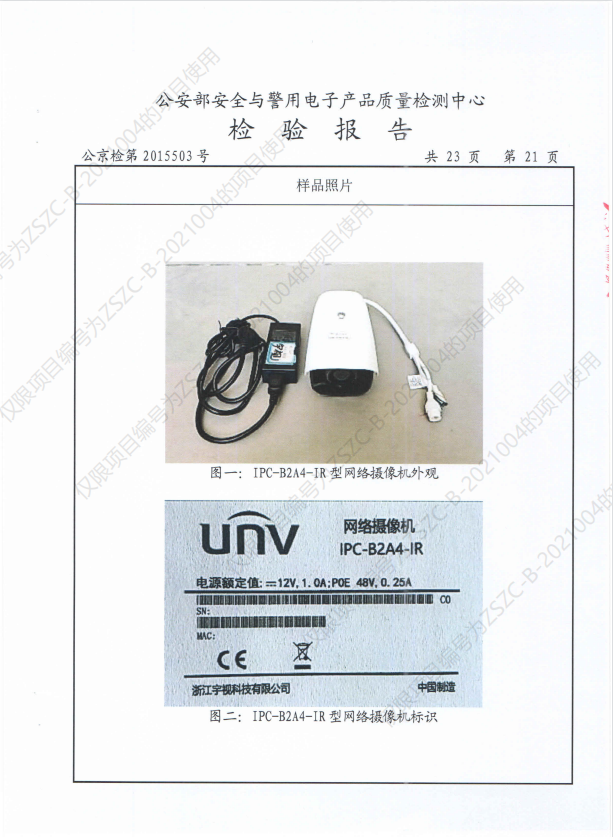 公安部安全与警用电子产品质量检测中心
检 验 报 告
公京检第 2015503 号
共 23 页 第 21 页
样品照片
图一: IPC-B2A4-IR 型网络摄像机外观
unv
网络摄像机
IPC-B2A4-IR
电源额定值:⎓12V,1.0A;POE 48V,0.25A
CO
SN:
MAC:
CE
浙江宇视科技有限公司
中国制造
图二: IPC-B2A4-IR 型网络摄像机标识
仅限项目编号为ZSZC-B-2021004的项目使用